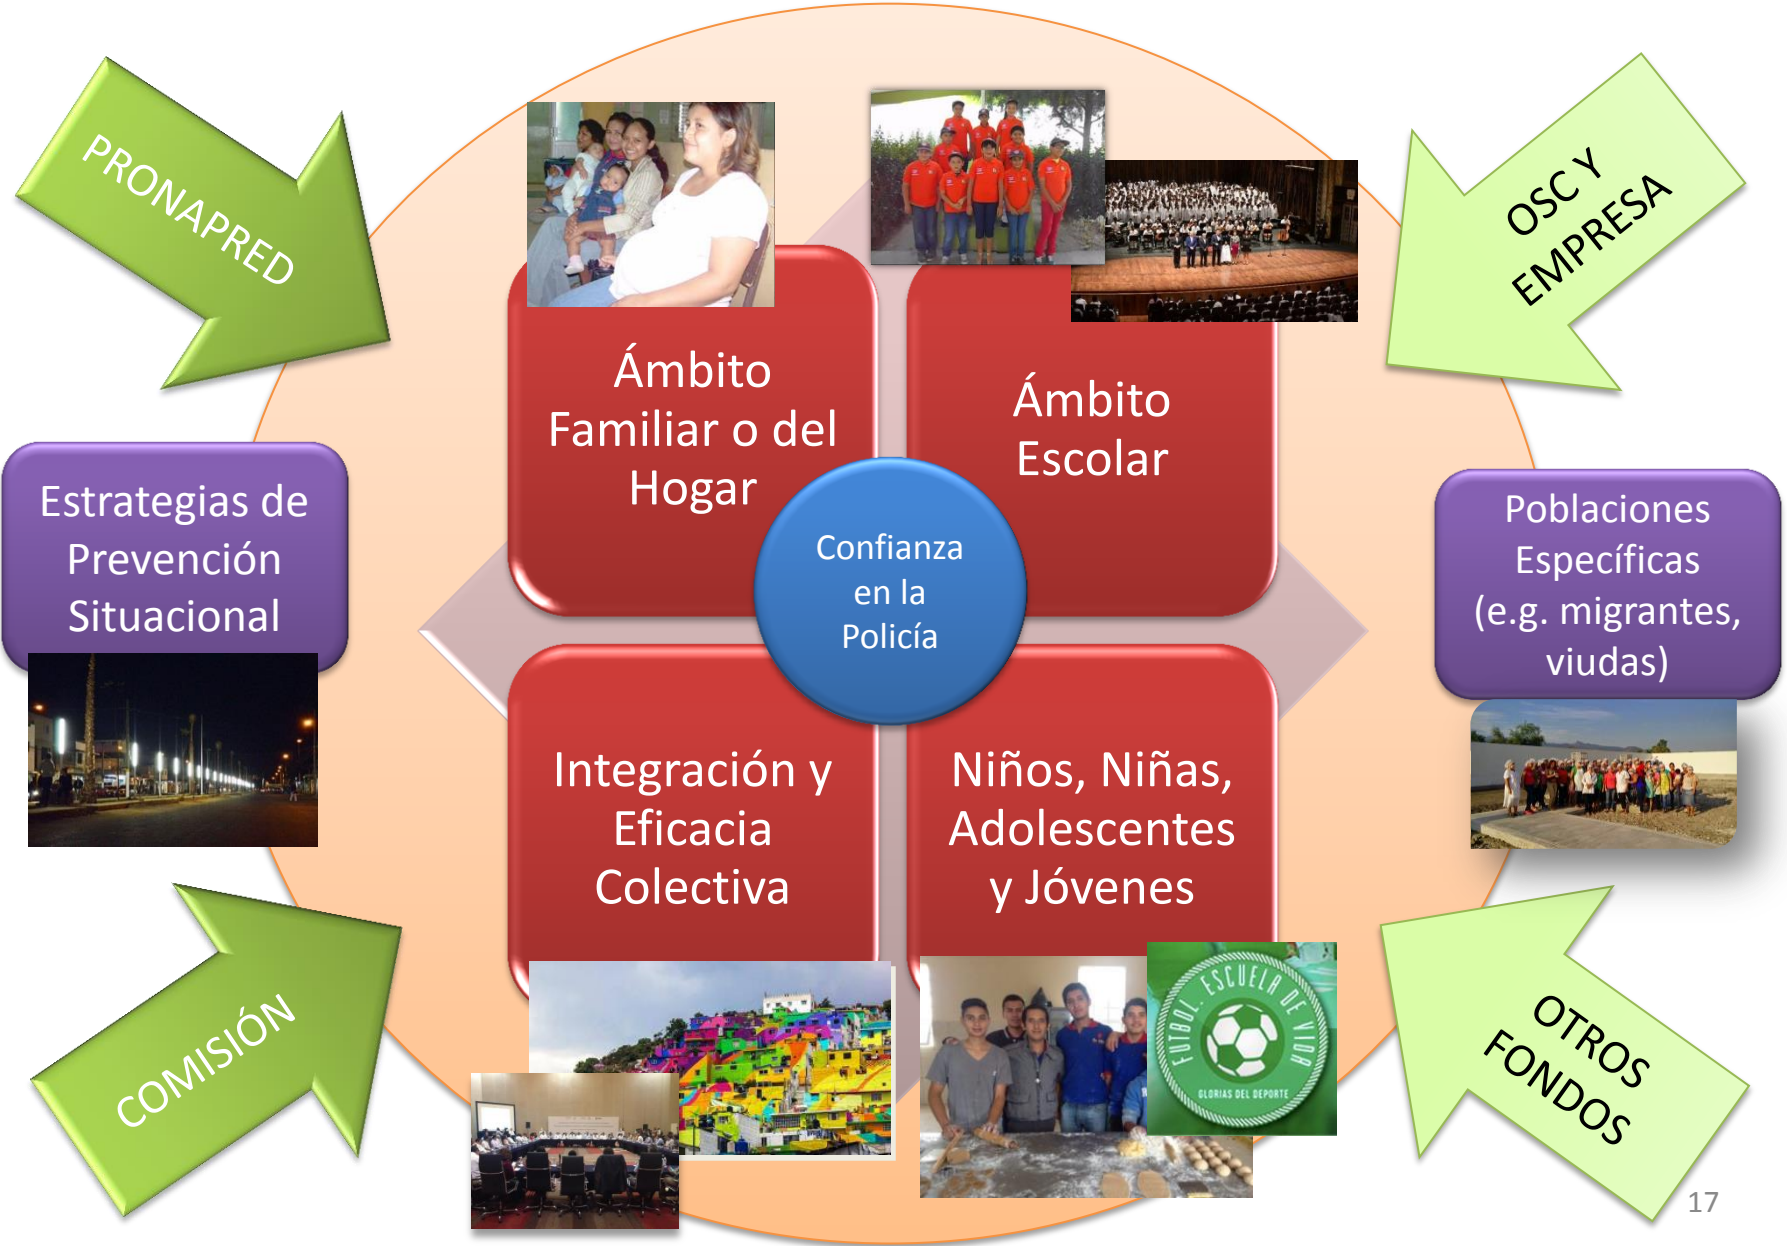 PRONAPRED
OSC Y
EMPRESA
Ámbito
Familiar o del
Hogar
Ámbito
Escolar
Estrategias de
Prevención
Situacional
Confianza
en la
Policía
Poblaciones
Específicas
(e.g. migrantes,
viudas)
Integración y
Eficacia
Colectiva
Niños, Niñas,
Adolescentes
y Jóvenes
COMISIÓN
FUTBOL. ESCUELA DE VIDA
GLORIAS DEL DEPORTE
OTROS
FONDOS
17